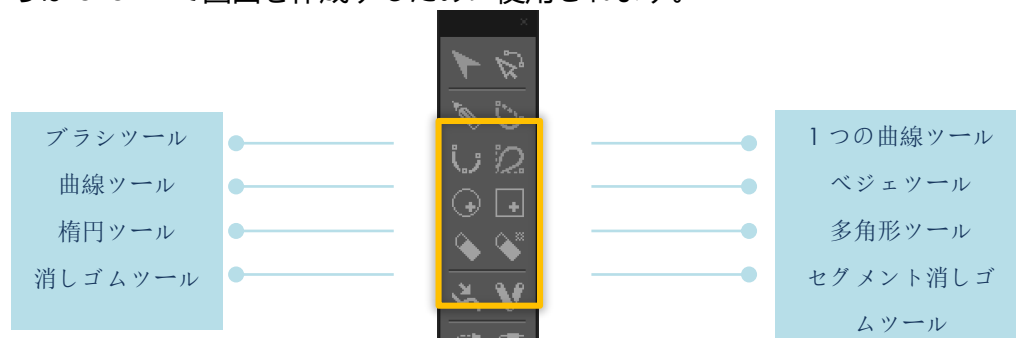 ブラシツール
曲線ツール
楕円ツール
消しゴムツール
1つの曲線ツール
ベジェツール
多角形ツール
セグメント消しゴ
ムツール